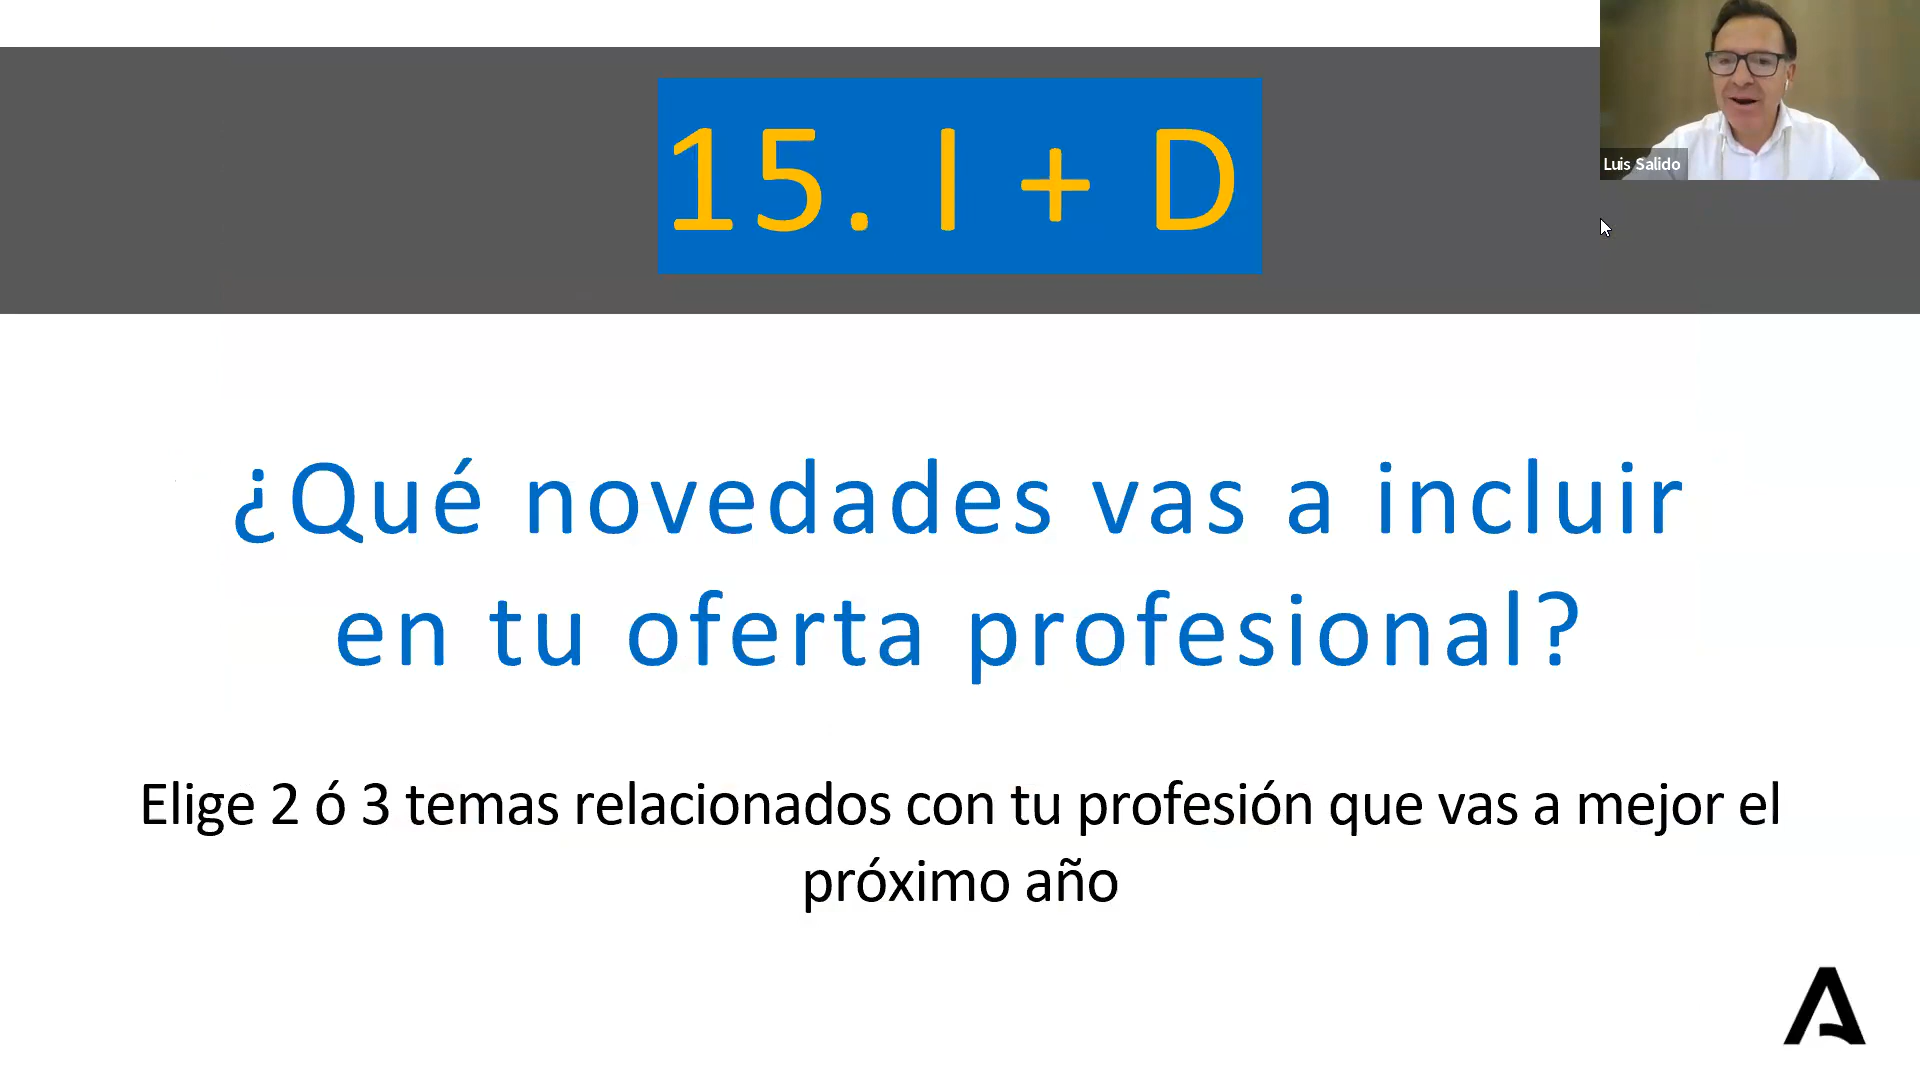 15. I + D
Luis Salido
¿Qué novedades vas a incluir
en tu oferta profesional?
Elige 2 ó 3 temas relacionados con tu profesión que vas a mejor el
próximo año